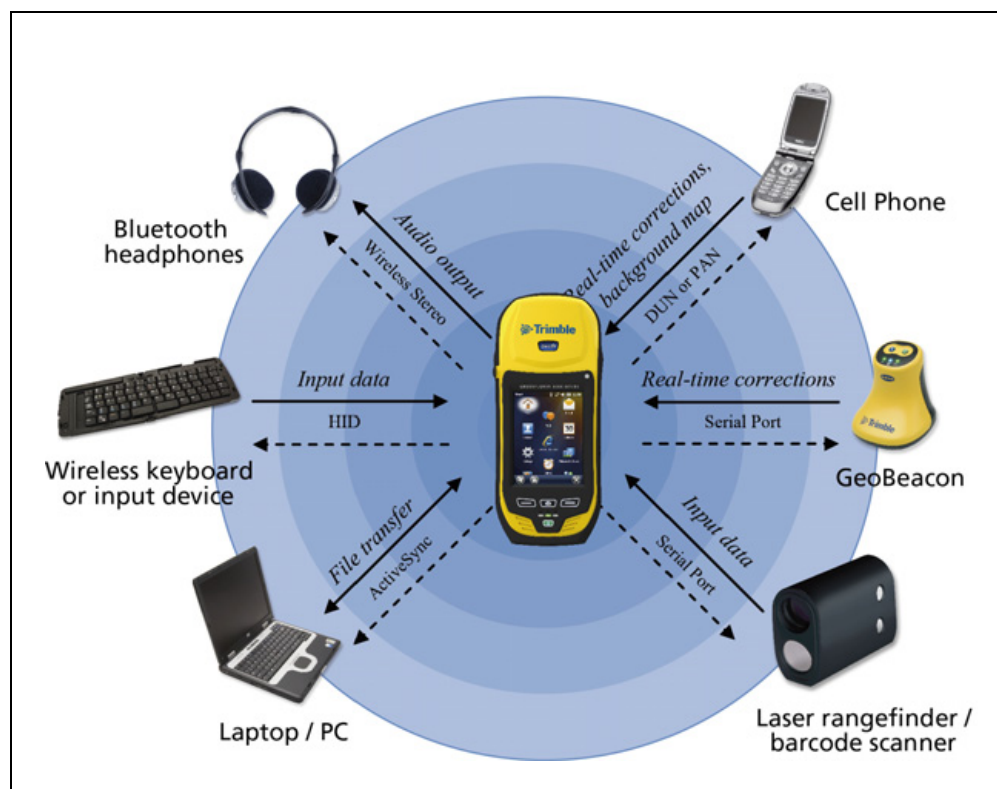 Bluetooth
headphones
Audio output
Wireless Stereo
Real-time corrections,
background map
DUN or PAN
Cell Phone
Trimble
Input data
HID
Wireless keyboard
or input device
Real-time corrections
Serial Port
Trimble
GeoBeacon
File transfer
ActiveSync
Laptop / PC
Input data
Serial Port
Laser rangefinder /
barcode scanner